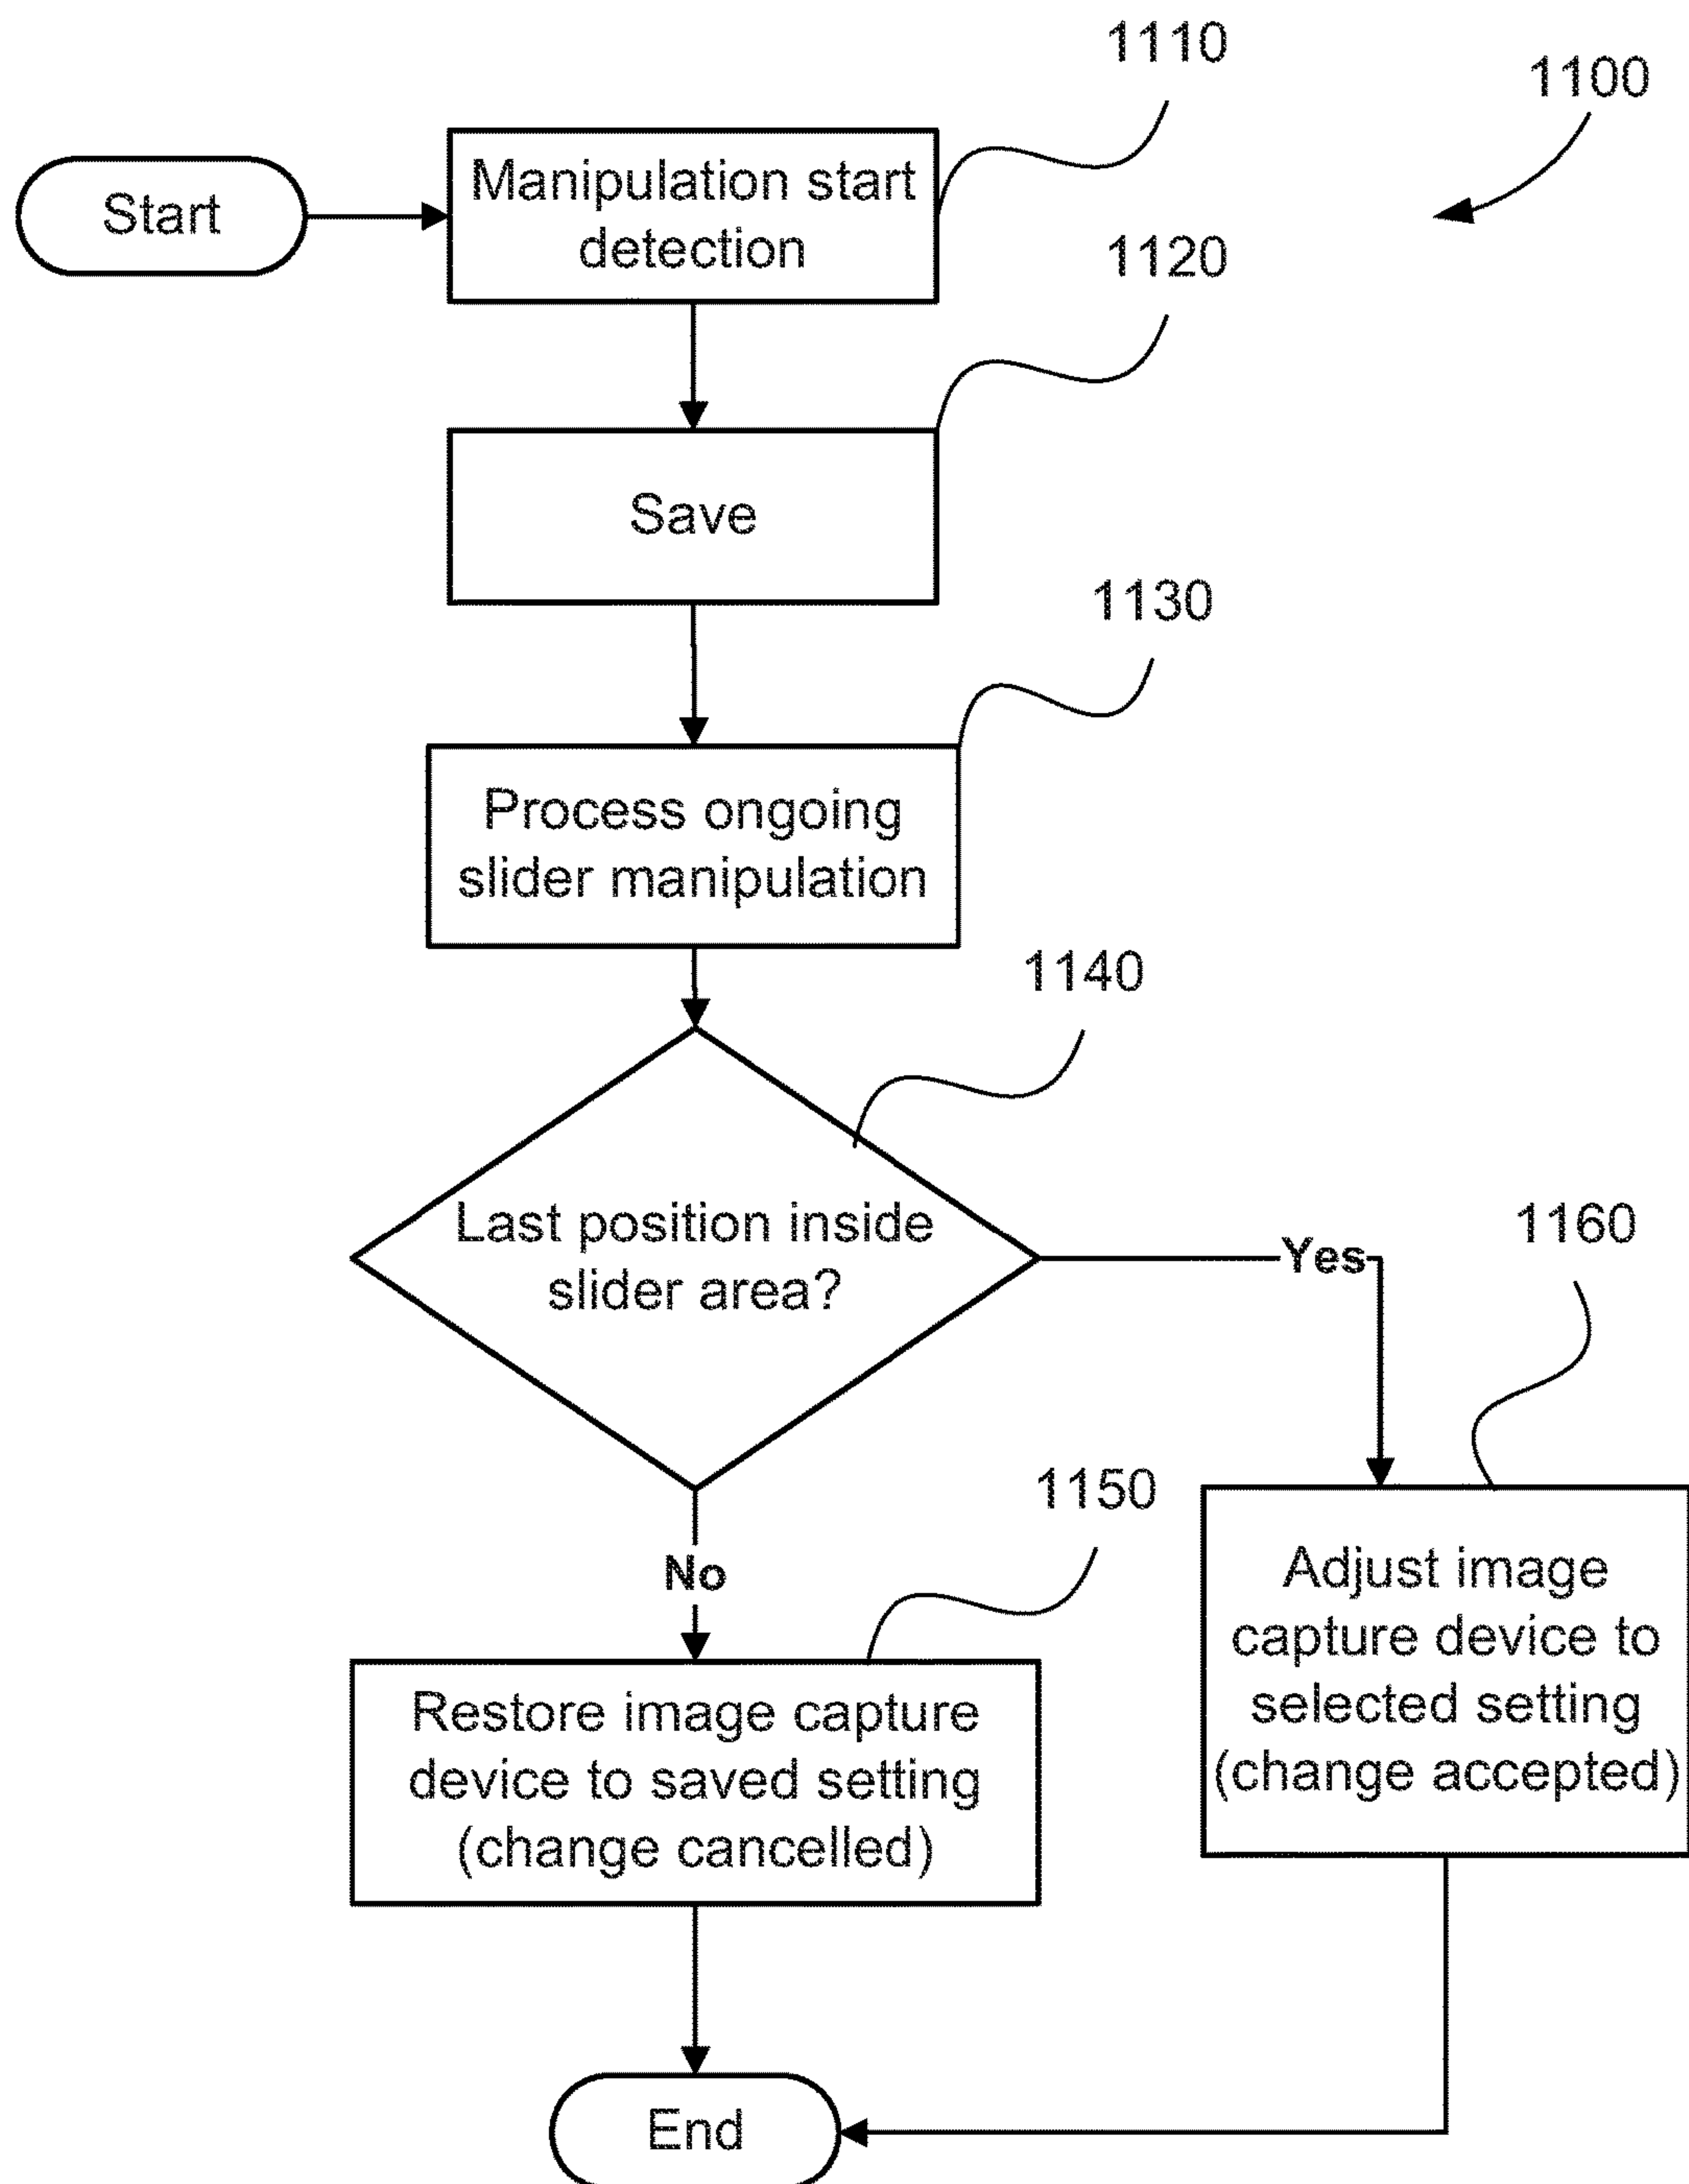 1110
1100
Start
Manipulation start
detection
1120
Save
1130
Process ongoing
slider manipulation
1140
Last position inside
slider area?
Yes
1160
No
1150
Adjust image
capture device to
selected setting
(change accepted)
Restore image capture
device to saved setting
(change cancelled)
End